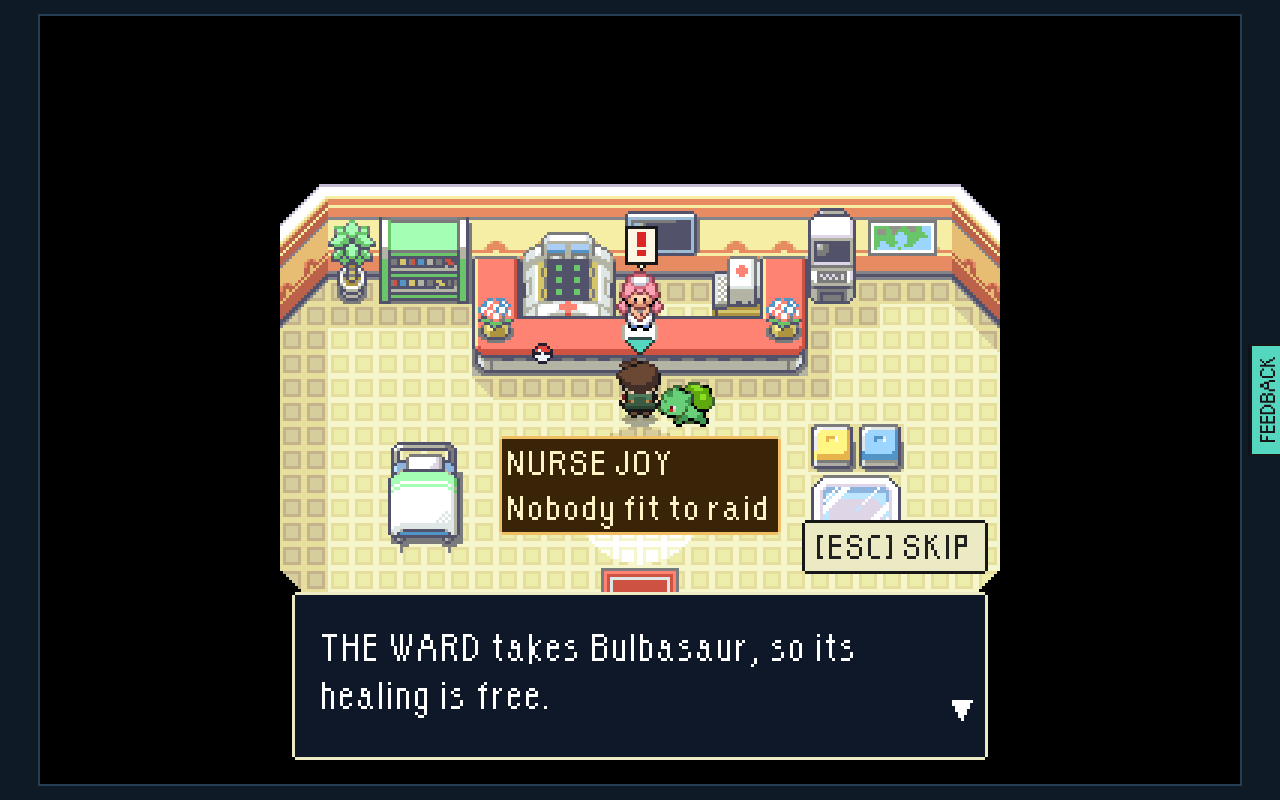 !
NURSE JOY
Nobody fit to raid
[ESC] SKIP
THE WARD takes Bulbasaur, so its
healing is free.
FEEDBACK